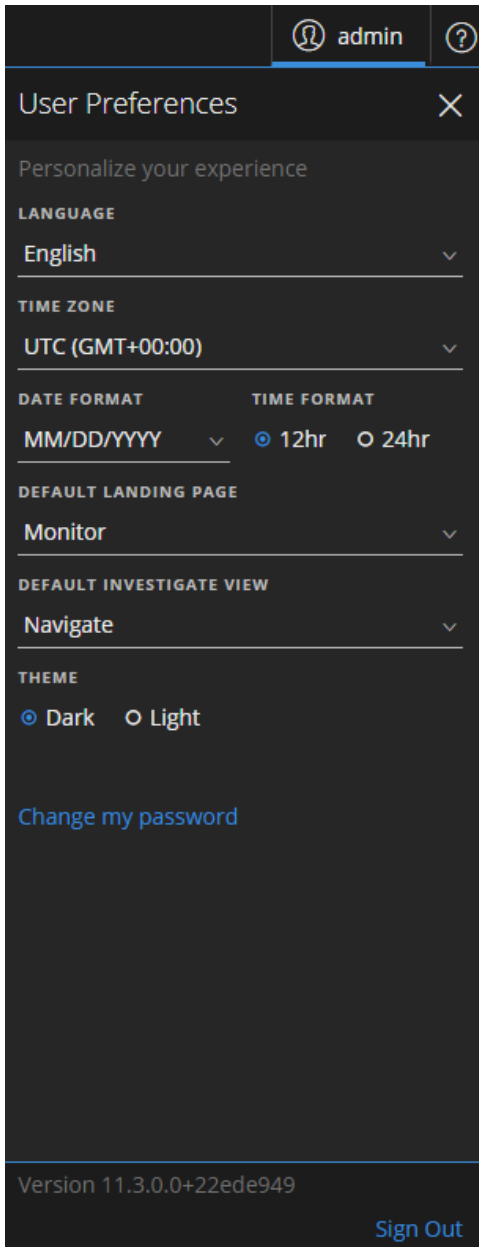 admin
?
User Preferences
Personalize your experience
LANGUAGE
English
TIME ZONE
UTC (GMT+00:00)
DATE FORMAT TIME FORMAT
MM/DD/YYYY 12hr 24hr
DEFAULT LANDING PAGE
Monitor
DEFAULT INVESTIGATE VIEW
Navigate
THEME
Dark Light
Change my password
Version 11.3.0.0+22ede949
Sign Out